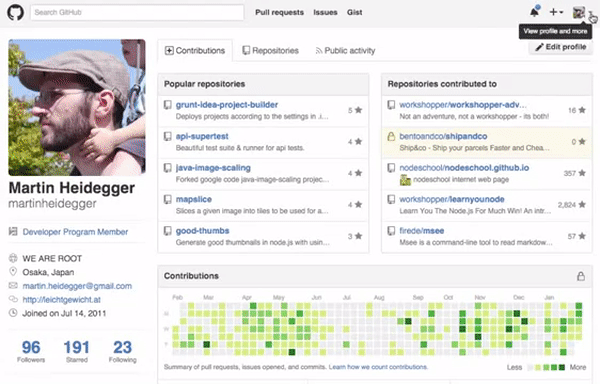 Search GitHub
Pull requests Issues Gist
View profile and more
Contributions Repositories Public activity
Edit profile
Popular repositories
grunt-idea-project-builder
Deploys projects according to the settings in .i...
5
api-supertest
Beautiful test suite & runner for api tests.
4
java-image-scaling
Forked google code java-image-scaling projec...
4
mapslice
Slices a given image into tiles to be used for a...
4
good-thumbs
Generate good thumbnails in node.js with usin...
3
Repositories contributed to
workshopper/workshopper-adv...
Not an adventure, not a workshopper - its both!
16
bentoandco/shipandco
Ship&co - Ship your parcels Faster and Chea...
0
nodeschool/nodeschool.github.io
nodeschool internet web page
357
workshopper/learnyounode
Learn You The Node.js For Much Win! An intr...
2,624
firede/msee
Msee is a command-line tool to read markdow...
57
Martin Heidegger
martinheidegger
Developer Program Member
WE ARE ROOT
Osaka, Japan
martin.heidegger@gmail.com
http://leichtgewicht.at
Joined on Jul 14, 2011
96 191 23
Followers Starred Following
Contributions
Feb Mar Apr May Jun Jul Aug Sep Oct Nov Dec Jan
M
W
F
Summary of pull requests, issues opened, and commits. Learn how we count contributions.
Less More